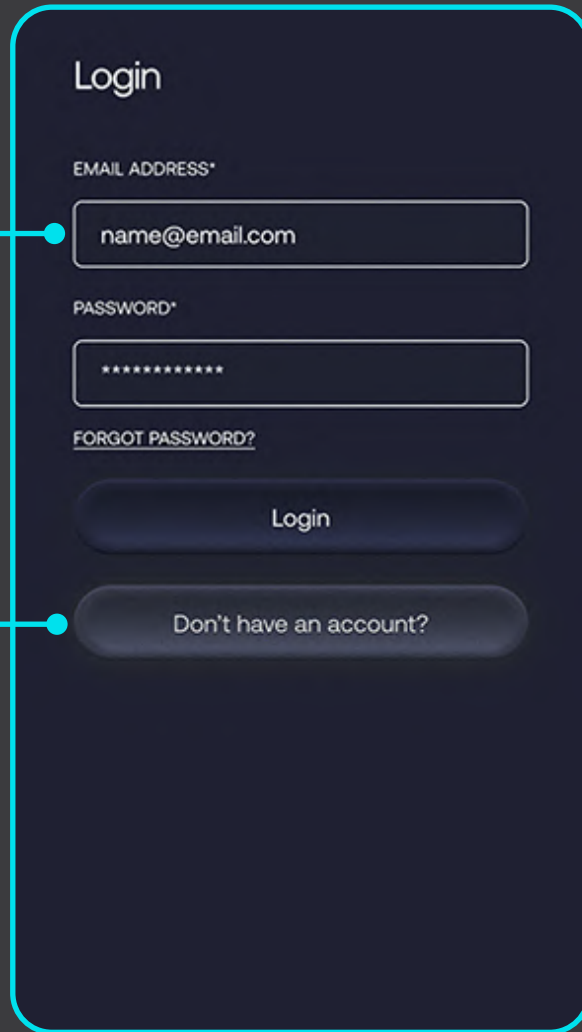 Login
EMAIL ADDRESS*
name@email.com
PASSWORD*
************
FORGOT PASSWORD?
Login
Don't have an account?